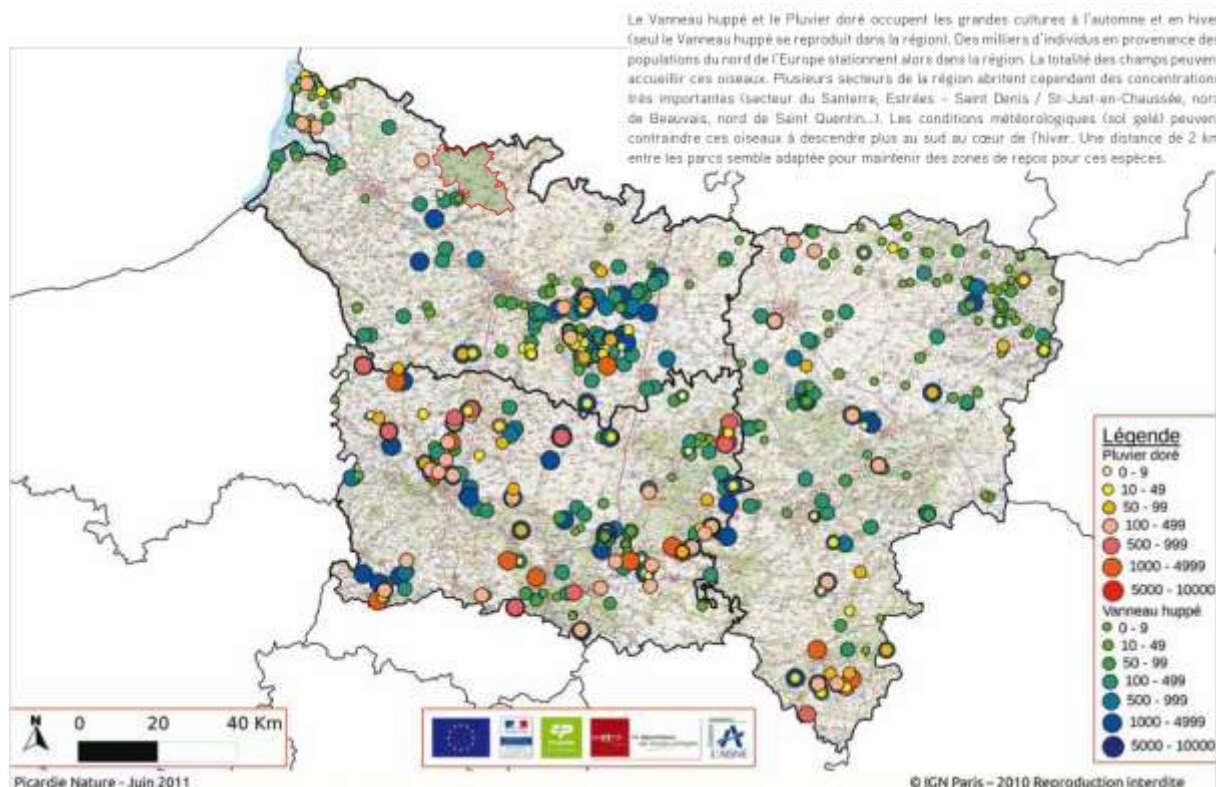 Le Vanneau huppé et le Pluvier doré occupent les grandes cultures à l'automne et en hive
(seul le Vanneau huppé se reproduit dans la région). Des milliers d'individus en provenance des
populations du nord de l'Europe stationnent alors dans la région. La totalité des champs peuven
accueillir ces oiseaux. Plusieurs secteurs de la région abritent cependant des concentrations
très importantes (secteur du Santerre, Estrées - Saint Denis / St-Just-en-Chaussée, nord
de Beauvais, nord de Saint Quentin...). Les conditions météorologiques (sol gelé) peuven
contraindre ces oiseaux à descendre plus au sud au cœur de l'hiver. Une distance de 2 km
entre les parcs semble adaptée pour maintenir des zones de repos pour ces espèces.
Légende
Pluvier doré
0 - 9
10 - 49
50 - 99
100 - 499
500 - 999
1000 - 4999
5000 - 10000
Vanneau huppé
0 - 9
10 - 49
50 - 99
100 - 499
500 - 999
1000 - 4999
5000 - 10000
N
0 20 40 Km
L'AISNE
Picardie Nature - Juin 2011
© IGN Paris - 2010 Reproduction interdite